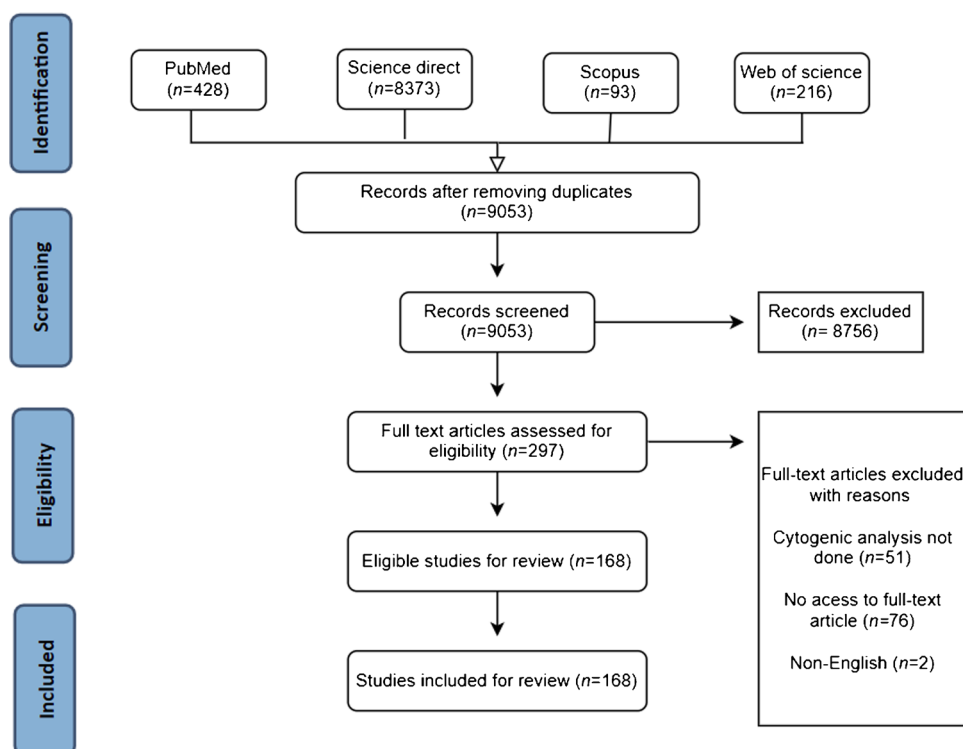 Identification
PubMed
(n=428)
Science direct
(n=8373)
Scopus
(n=93)
Web of science
(n=216)
Records after removing duplicates
(n=9053)
Screening
Records screened
(n=9053)
Records excluded
(n= 8756)
Eligibility
Full text articles assessed for
eligibility (n=297)
Full-text articles excluded
with reasons
Cytogenic analysis not
done (n=51)
No acess to full-text
article (n=76)
Non-English (n=2)
Eligible studies for review (n=168)
Included
Studies included for review (n=168)